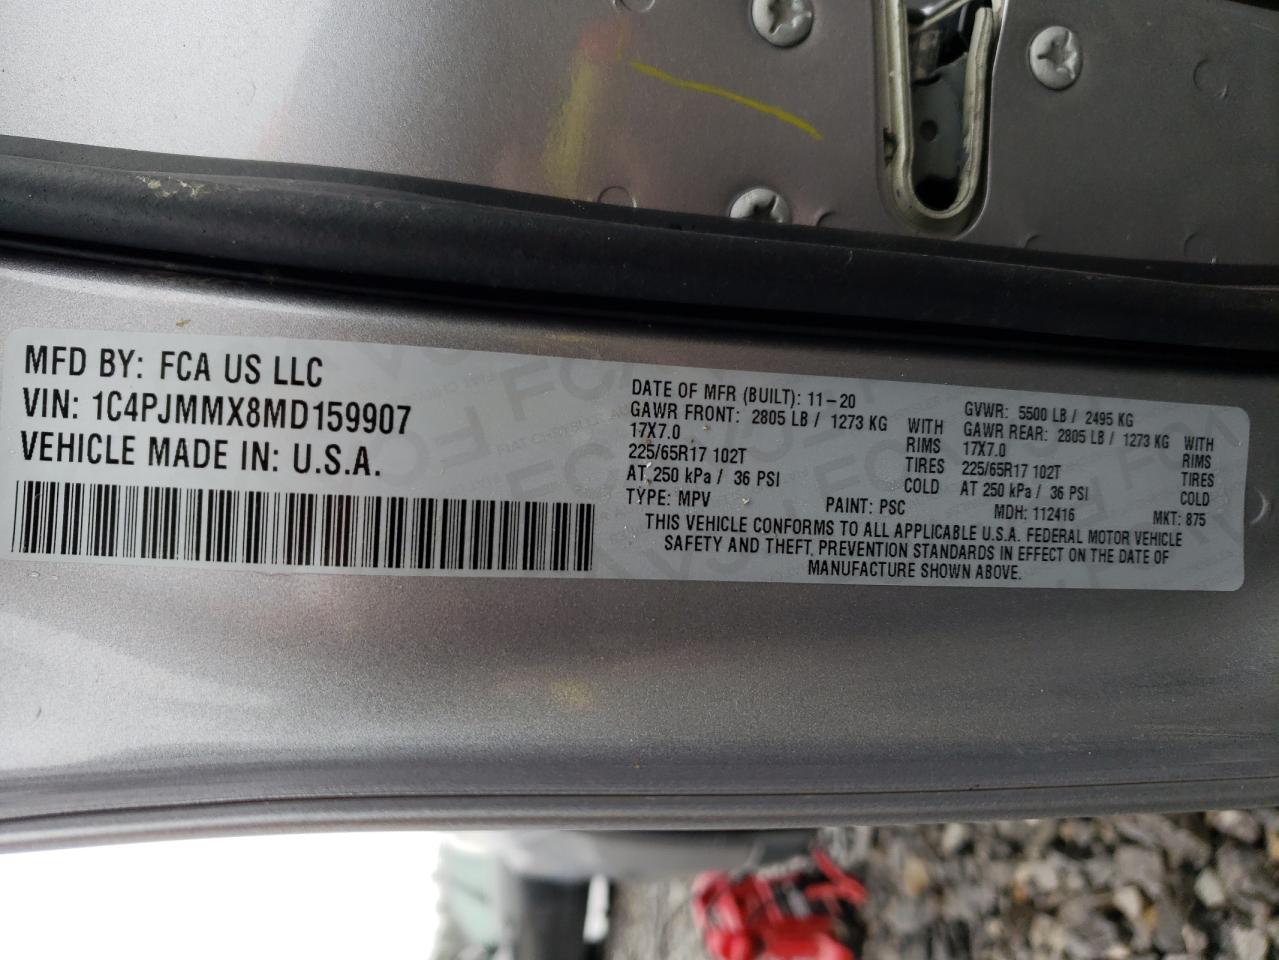 MFD BY: FCA US LLC
VIN: 1C4PJMMX8MD159907
VEHICLE MADE IN: U.S.A.
DATE OF MFR (BUILT): 11-20
GAWR FRONT: 2805 LB / 1273 KG WITH
17X7.0 RIMS
225/65R17 102T TIRES
AT 250 kPa / 36 PSI COLD
TYPE: MPV
GVWR: 5500 LB / 2495 KG
GAWR REAR: 2805 LB / 1273 KG WITH
17X7.0 RIMS
225/65R17 102T TIRES
AT 250 kPa / 36 PSI COLD
PAINT: PSC MDH: 112416 MKT: 875
THIS VEHICLE CONFORMS TO ALL APPLICABLE U.S.A. FEDERAL MOTOR VEHICLE
SAFETY AND THEFT PREVENTION STANDARDS IN EFFECT ON THE DATE OF
MANUFACTURE SHOWN ABOVE.